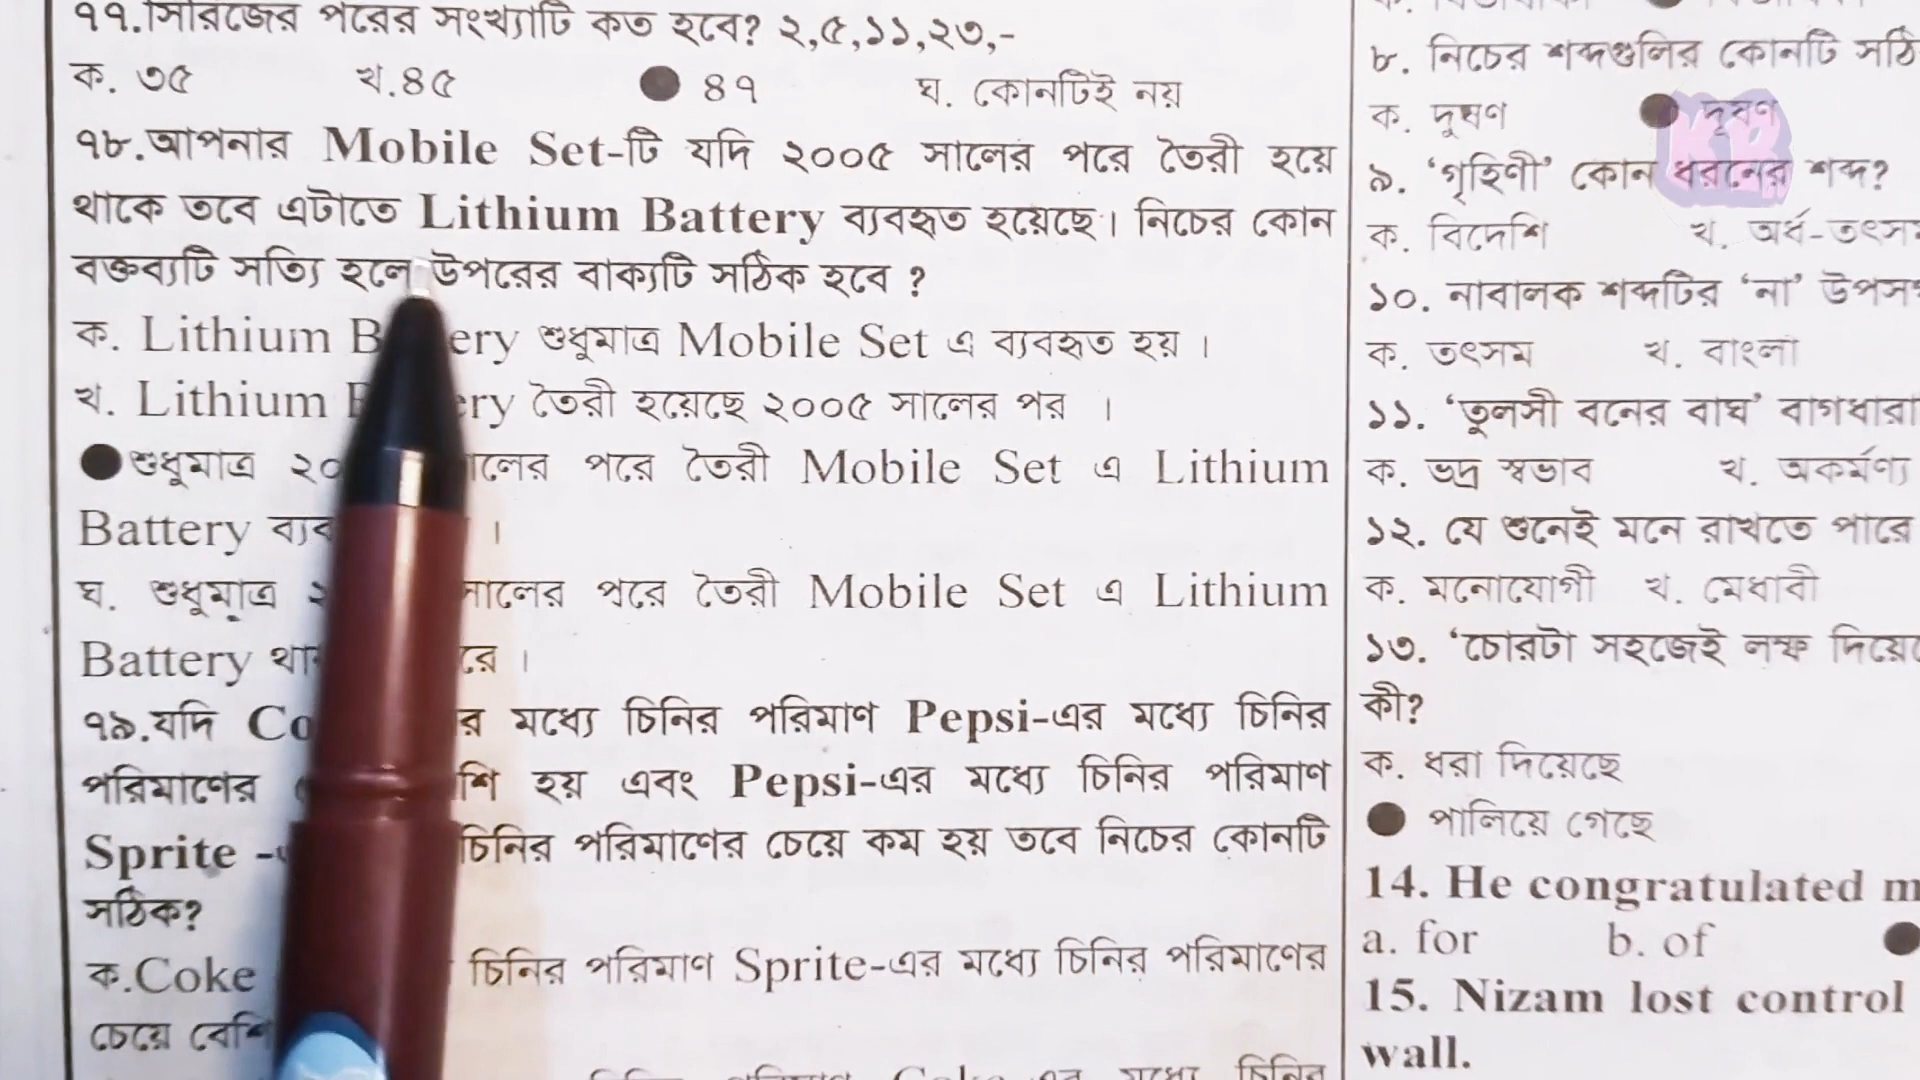 ৭৭.সিরিজের পরের সংখ্যাটি কত হবে? ২,৫,১১,২৩,-
ক. ৩৫ খ.৪৫ ৪৭ ঘ. কোনটিই নয়
৭৮.আপনার Mobile Set-টি যদি ২০০৫ সালের পরে তৈরী হয়ে
থাকে তবে এটাতে Lithium Battery ব্যবহৃত হয়েছে। নিচের কোন
বক্তব্যটি সত্যি হলে উপরের বাক্যটি সঠিক হবে ?
ক. Lithium ery শুধুমাত্র Mobile Set এ ব্যবহৃত হয় ।
খ. Lithium ery তৈরী হয়েছে ২০০৫ সালের পর ।
শুধুমাত্র ২০ লের পরে তৈরী Mobile Set এ Lithium
Battery ব্যব ।
ঘ. শুধুমাত্র সালের পরে তৈরী Mobile Set এ Lithium
Battery থা রে ।
৭৯.যদি Co র মধ্যে চিনির পরিমাণ Pepsi-এর মধ্যে চিনির
পরিমাণের শি হয় এবং Pepsi-এর মধ্যে চিনির পরিমাণ
Sprite - চিনির পরিমাণের চেয়ে কম হয় তবে নিচের কোনটি
সঠিক?
ক.Coke চিনির পরিমাণ Sprite-এর মধ্যে চিনির পরিমাণের
চেয়ে বেশি
৮. নিচের শব্দগুলির কোনটি সঠি
ক. দুষণ দূষণ
৯. ‘গৃহিণী’ কোন ধরনের শব্দ?
ক. বিদেশি খ. অর্ধ-তৎসম
১০. নাবালক শব্দটির ‘না’ উপস
ক. তৎসম খ. বাংলা
১১. ‘তুলসী বনের বাঘ’ বাগধারা
ক. ভদ্র স্বভাব খ. অকর্মণ্য
১২. যে শুনেই মনে রাখতে পারে
ক. মনোযোগী খ. মেধাবী
১৩. ‘চোরটা সহজেই লম্ফ দিয়ে
কী?
ক. ধরা দিয়েছে
পালিয়ে গেছে
14. He congratulated m
a. for b. of
15. Nizam lost control
wall.